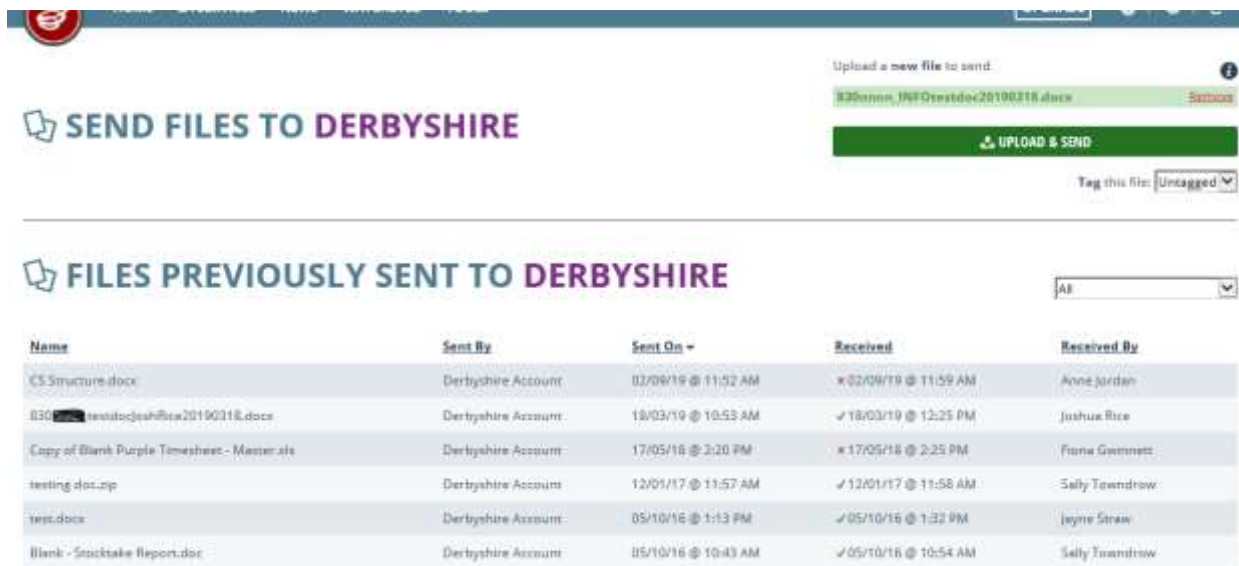 Upload a new file to send
830nnnn_INFOtestdoc20190318.docx Remove
SEND FILES TO DERBYSHIRE
UPLOAD & SEND
Tag this file: Untagged
FILES PREVIOUSLY SENT TO DERBYSHIRE
All
Name Sent By Sent On Received Received By
CS Structure.docx Derbyshire Account 02/09/19 @ 11:52 AM × 02/09/19 @ 11:59 AM Anne Jordan
830 testdocJoshRice20190318.docx Derbyshire Account 18/03/19 @ 10:53 AM ✓ 18/03/19 @ 12:25 PM Joshua Rice
Copy of Blank Purple Timesheet - Master.xls Derbyshire Account 17/05/18 @ 2:20 PM × 17/05/18 @ 2:25 PM Fiona Gwinnett
testing doc.zip Derbyshire Account 12/01/17 @ 11:57 AM ✓ 12/01/17 @ 11:58 AM Sally Towndrow
test.docx Derbyshire Account 05/10/16 @ 1:13 PM ✓ 05/10/16 @ 1:32 PM Jayne Straw
Blank - Stocktake Report.doc Derbyshire Account 05/10/16 @ 10:43 AM ✓ 05/10/16 @ 10:54 AM Sally Towndrow